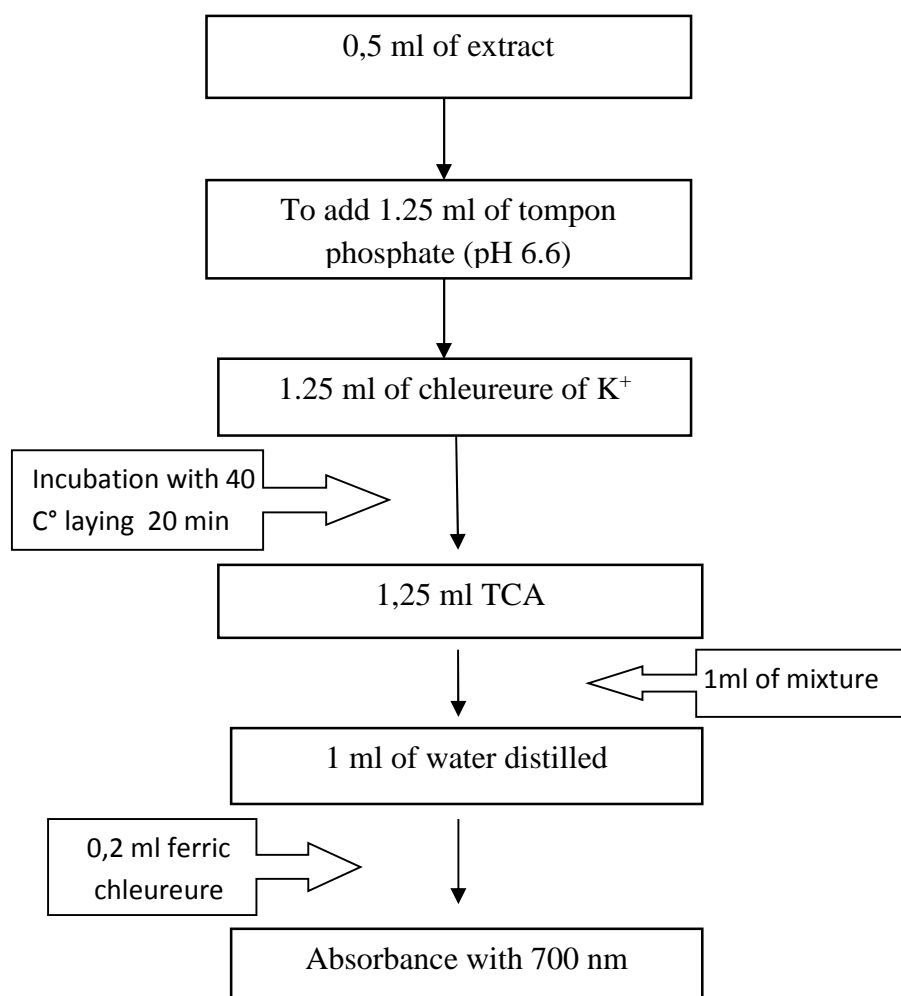 0,5 ml of extract
To add 1.25 ml of tompon
phosphate (pH 6.6)
1.25 ml of chleureure of K⁺
Incubation with 40
C° laying 20 min
1,25 ml TCA
1ml of mixture
1 ml of water distilled
0,2 ml ferric
chleureure
Absorbance with 700 nm